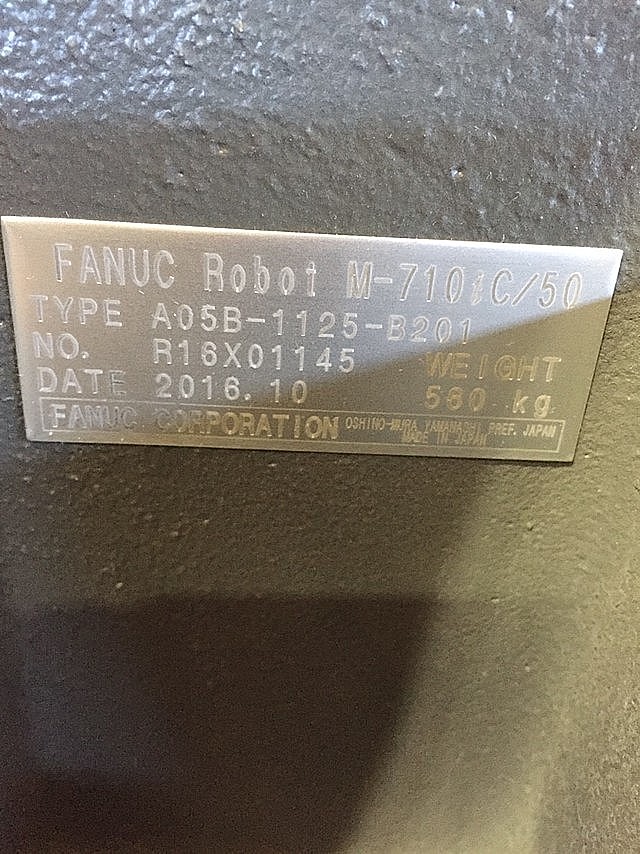 FANUC Robot M-710iC/50
TYPE A05B-1125-B201
NO. R16X01145 WEIGHT
DATE 2016.10 560 kg
FANUC CORPORATION OSHINO-MURA, YAMANASHI PREF. JAPAN
MADE IN JAPAN